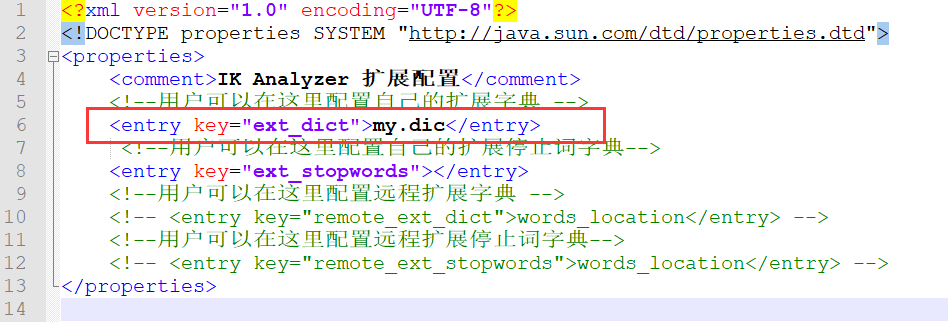 1 <?xml version="1.0" encoding="UTF-8"?>
2 <!DOCTYPE properties SYSTEM "http://java.sun.com/dtd/properties.dtd">
3 <properties>
4 <comment>IK Analyzer 扩展配置</comment>
5 <!--用户可以在这里配置自己的扩展字典 -->
6 <entry key="ext_dict">my.dic</entry>
7 <!--用户可以在这里配置自己的扩展停止词字典-->
8 <entry key="ext_stopwords"></entry>
9 <!--用户可以在这里配置远程扩展字典 -->
10 <!-- <entry key="remote_ext_dict">words_location</entry> -->
11 <!--用户可以在这里配置远程扩展停止词字典-->
12 <!-- <entry key="remote_ext_stopwords">words_location</entry> -->
13 </properties>
14